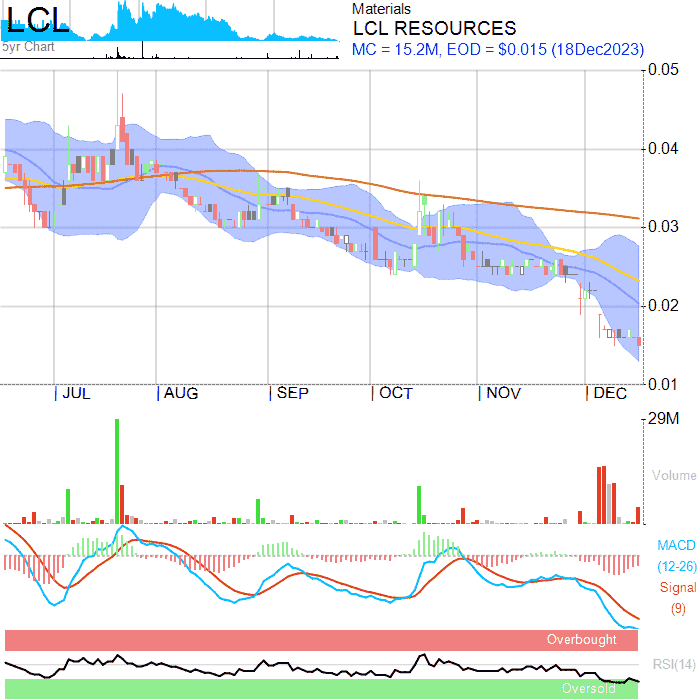 LCL
5yr Chart
Materials
LCL RESOURCES
MC = 15.2M, EOD = $0.015 (18Dec2023)
0.05
0.04
0.03
0.02
0.01
JUL AUG SEP OCT NOV DEC
29M
Volume
MACD
(12-26)
Signal
(9)
Overbought
RSI(14)
Oversold